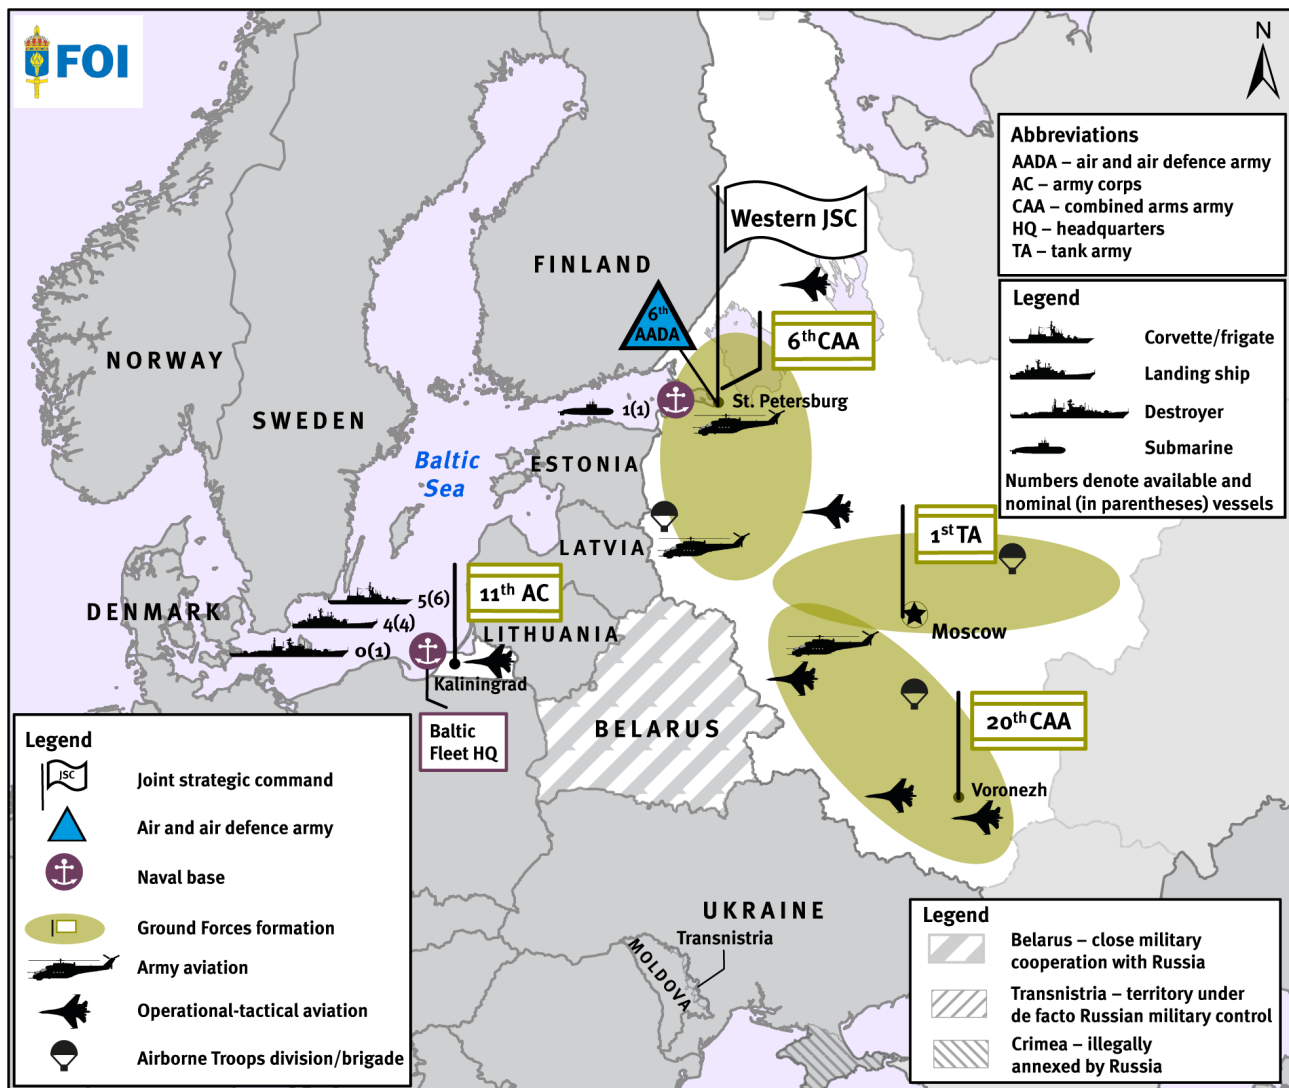 FOI
N
Abbreviations
AADA – air and air defence army
AC – army corps
CAA – combined arms army
HQ – headquarters
TA – tank army
Western JSC
FINLAND
6th
AADA
6th CAA
Legend
Corvette/frigate
Landing ship
Destroyer
Submarine
Numbers denote available and
nominal (in parentheses) vessels
NORWAY
SWEDEN
St. Petersburg
1(1)
Baltic
Sea
ESTONIA
1st TA
LATVIA
11th AC
5(6)
DENMARK
4(4)
LITHUANIA
Moscow
0(1)
Kaliningrad
20th CAA
BELARUS
Baltic
Fleet HQ
Voronezh
Legend
JSC
Joint strategic command
Air and air defence army
Naval base
Ground Forces formation
Army aviation
Operational-tactical aviation
Airborne Troops division/brigade
UKRAINE
Transnistria
MOLDOVA
Legend
Belarus – close military
cooperation with Russia
Transnistria – territory under
de facto Russian military control
Crimea – illegally
annexed by Russia